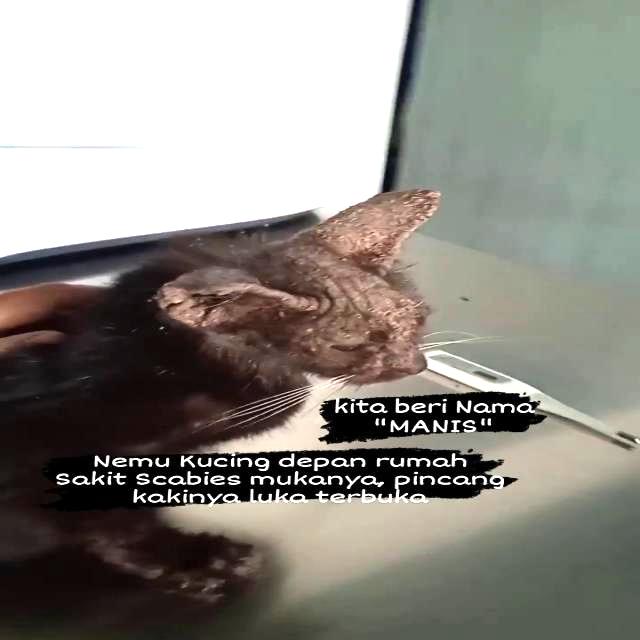 kita beri Nama
"MANIS"
Nemu Kucing depan rumah
sakit Scabies mukanya, pincang
kakinya luka terbuka